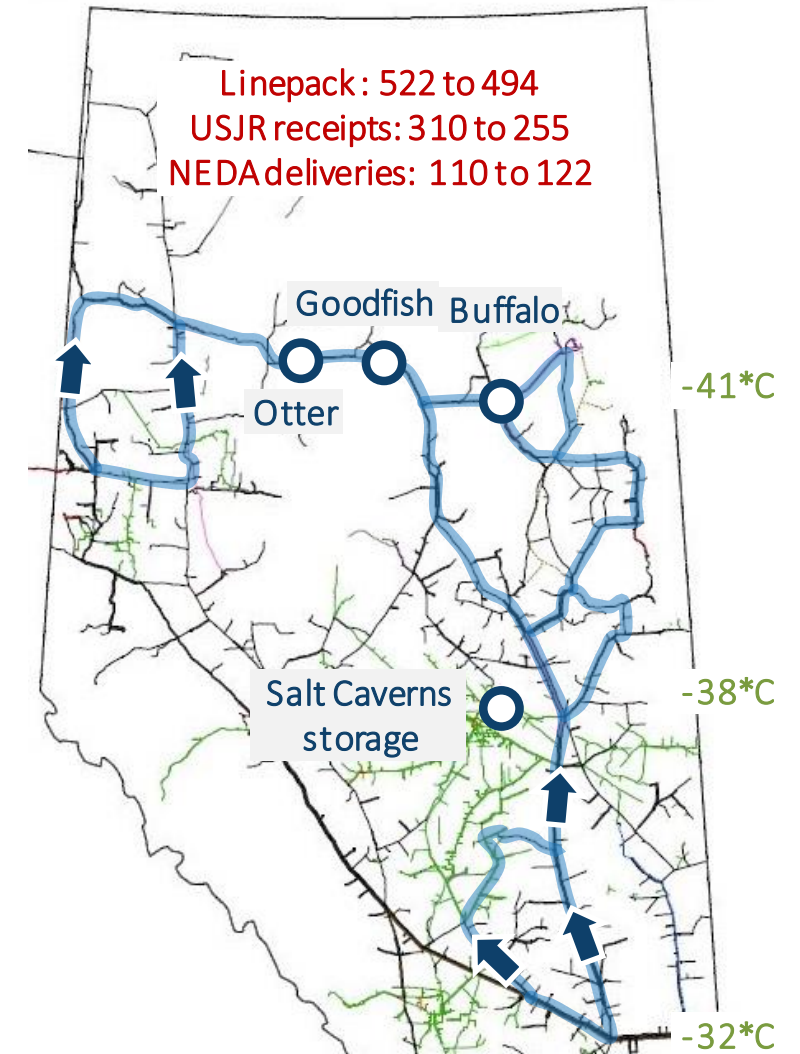 Linepack: 522 to 494
USJR receipts: 310 to 255
NEDA deliveries: 110 to 122
Goodfish
Buffalo
-41*C
Otter
-38*C
Salt Caverns
storage
-32*C